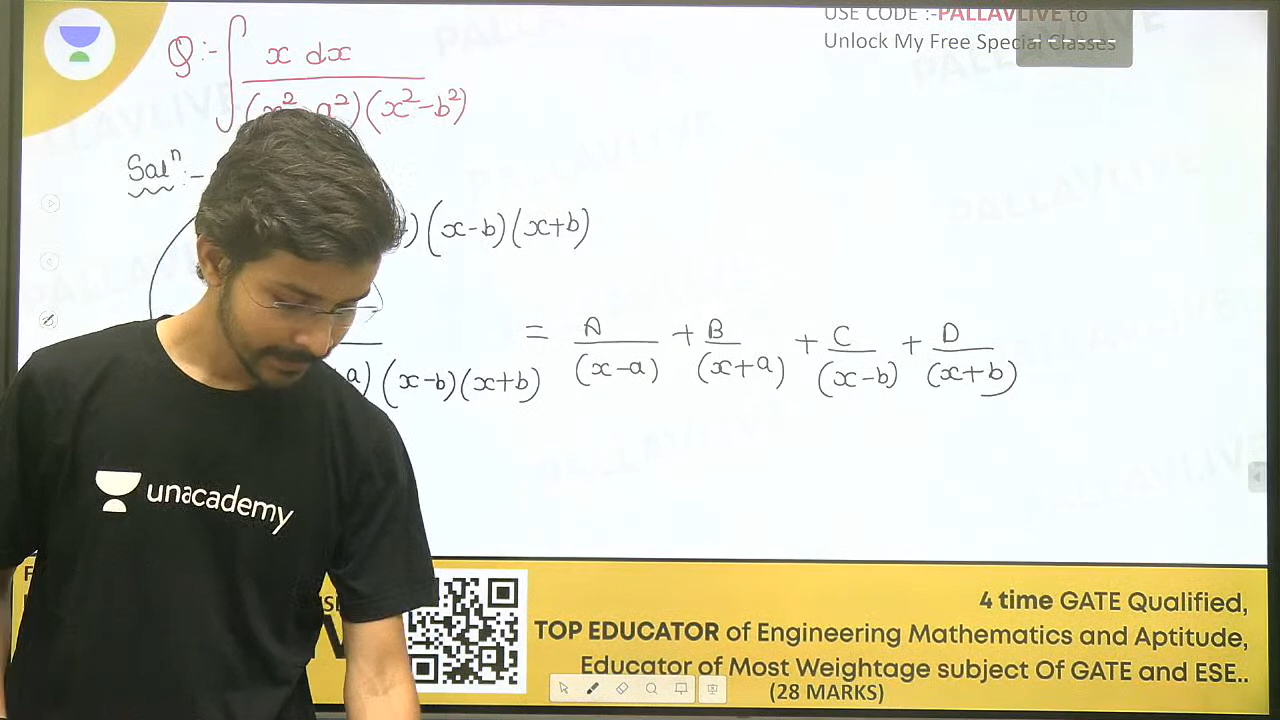 USE CODE :-PALLAVLIVE to
Unlock My Free Special Classes
Q:- ∫ x dx
(x² a²)(x²-b²)
Solⁿ:-
)(x-b)(x+b)
= A + B + C + D
a)(x-b)(x+b) (x-a) (x+a) (x-b) (x+b)
unacademy
4 time GATE Qualified,
TOP EDUCATOR of Engineering Mathematics and Aptitude,
Educator of Most Weightage subject Of GATE and ESE..
(28 MARKS)